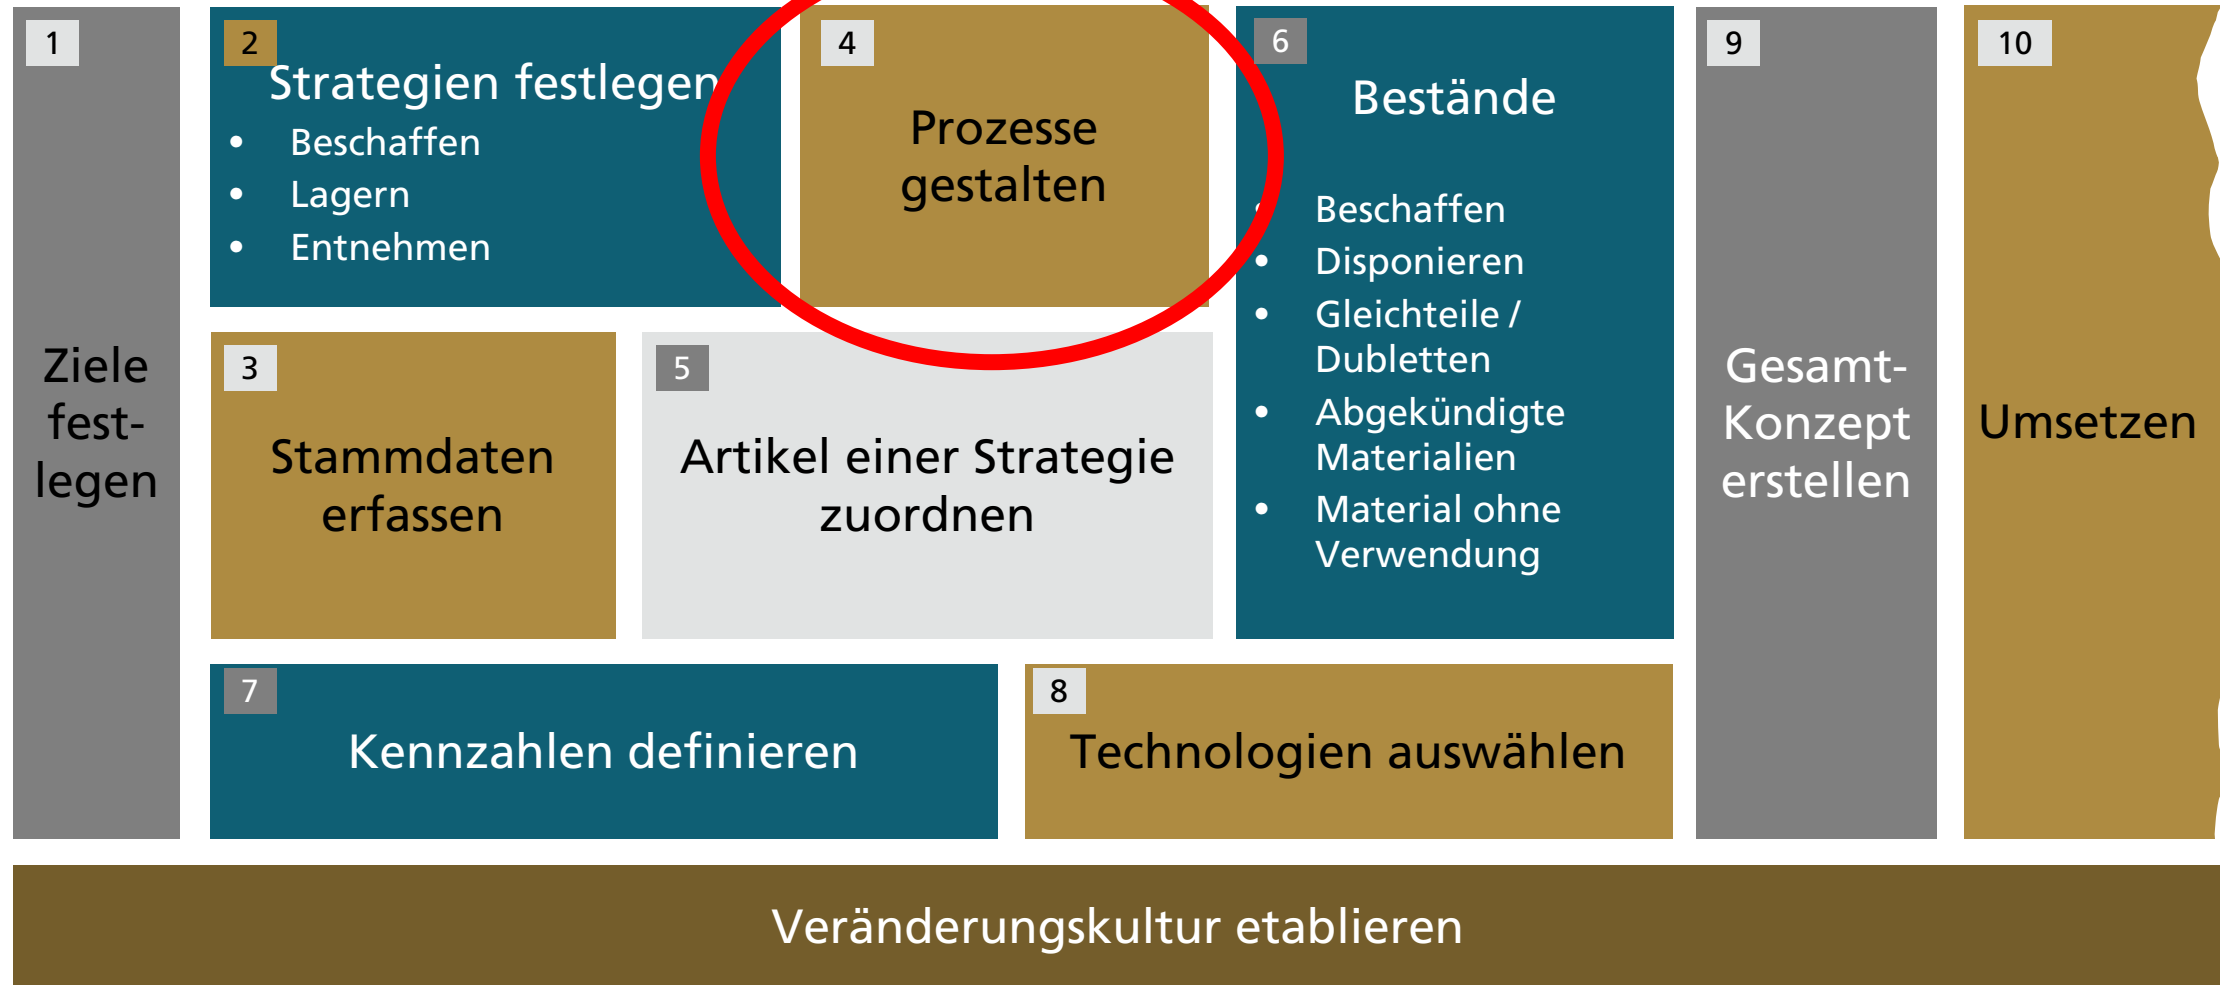 1
Ziele
fest-
legen
2
Strategien festlegen
• Beschaffen
• Lagern
• Entnehmen
3
Stammdaten
erfassen
4
Prozesse
gestalten
5
Artikel einer Strategie
zuordnen
6
Bestände
• Beschaffen
• Disponieren
• Gleichteile /
Dubletten
• Abgekündigte
Materialien
• Material ohne
Verwendung
7
Kennzahlen definieren
8
Technologien auswählen
9
Gesamt-
Konzept
erstellen
10
Umsetzen
Veränderungskultur etablieren